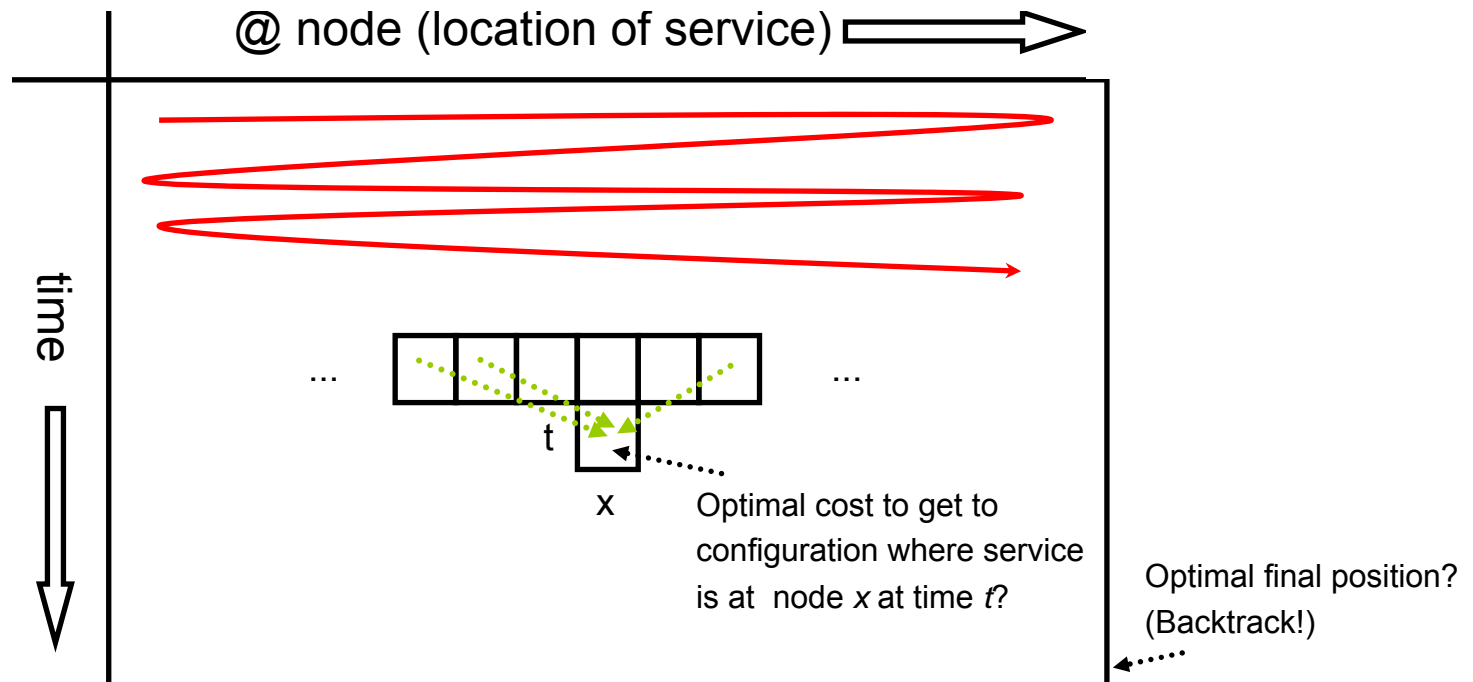 @ node (location of service)
time
...
...
t
x
Optimal cost to get to
configuration where service
is at node x at time t?
Optimal final position?
(Backtrack!)